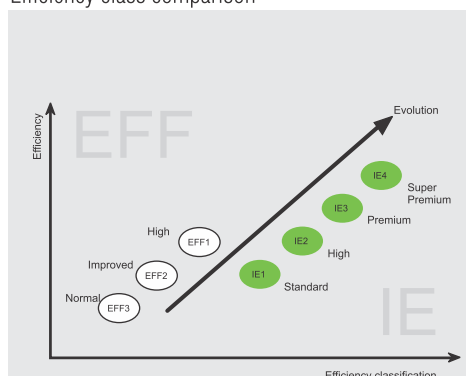 Efficiency class comparison
EFF
Efficiency
Evolution
IE4
Super
Premium
IE3
Premium
High
EFF1
IE2
High
Improved
EFF2
IE1
Standard
Normal
EFF3
IE
Efficiency classification